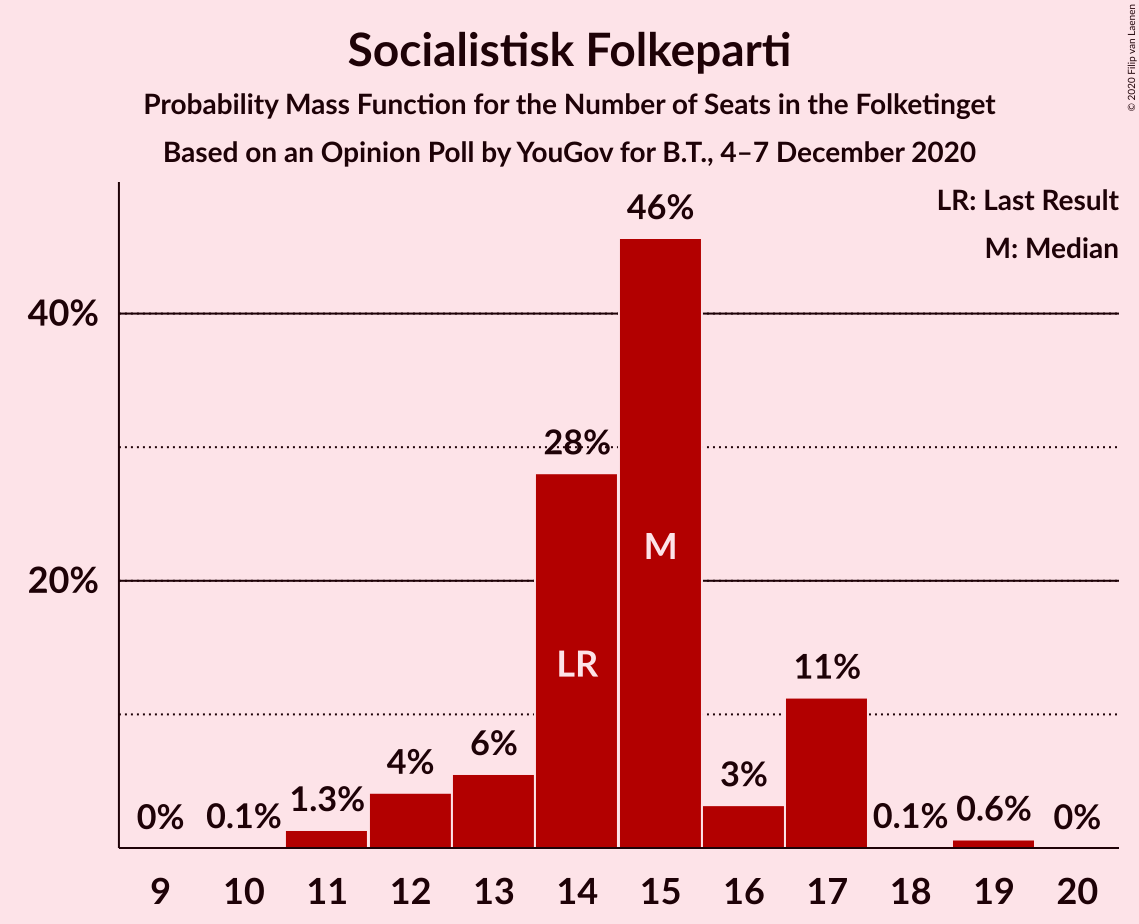 Socialistisk Folkeparti
Probability Mass Function for the Number of Seats in the Folketinget
Based on an Opinion Poll by YouGov for B.T., 4–7 December 2020
© 2020 Filip van Laenen
LR: Last Result
M: Median
46%
40%
28%
M
20%
LR
11%
6%
4%
3%
1.3%
0.6%
0%
0.1%
0.1%
0%
9 10 11 12 13 14 15 16 17 18 19 20